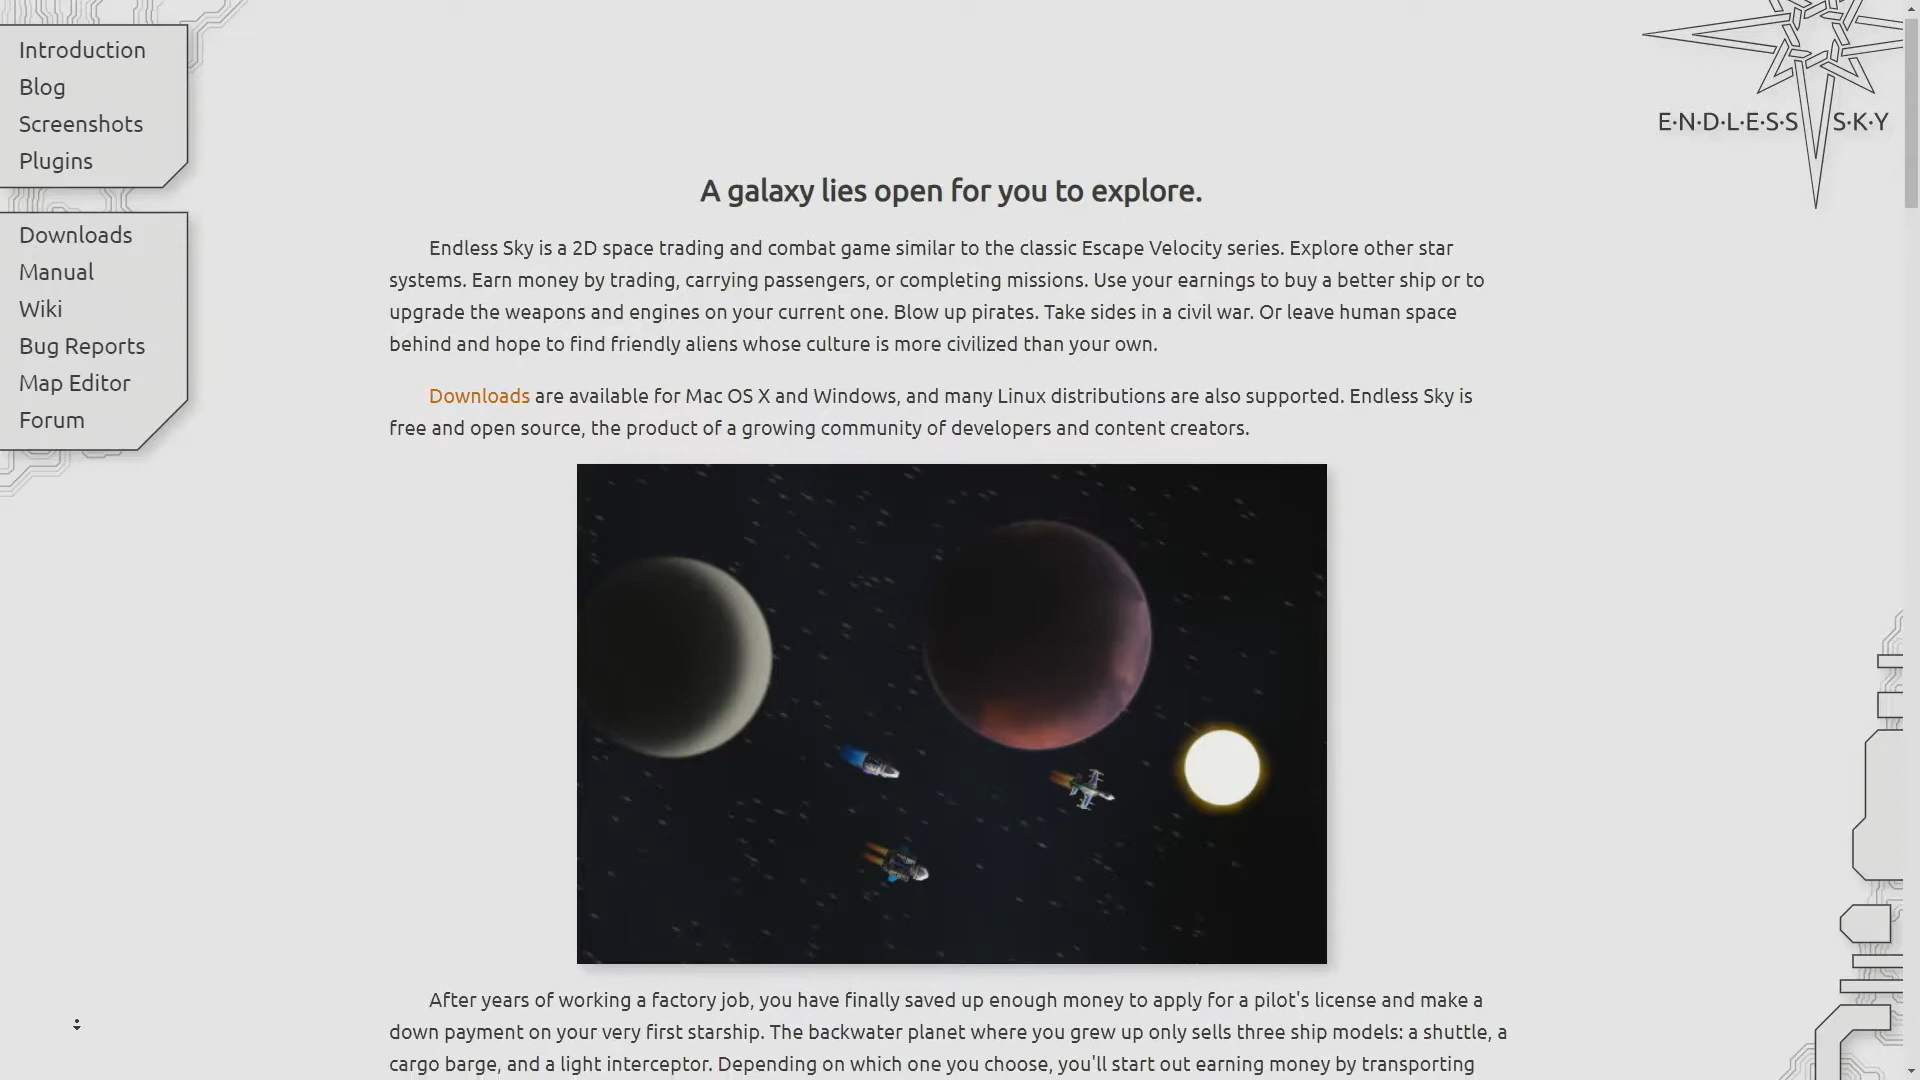 Introduction
Blog
Screenshots
Plugins
Downloads
Manual
Wiki
Bug Reports
Map Editor
Forum
E·N·D·L·E·S·S S·K·Y
A galaxy lies open for you to explore.
Endless Sky is a 2D space trading and combat game similar to the classic Escape Velocity series. Explore other star
systems. Earn money by trading, carrying passengers, or completing missions. Use your earnings to buy a better ship or to
upgrade the weapons and engines on your current one. Blow up pirates. Take sides in a civil war. Or leave human space
behind and hope to find friendly aliens whose culture is more civilized than your own.
Downloads are available for Mac OS X and Windows, and many Linux distributions are also supported. Endless Sky is
free and open source, the product of a growing community of developers and content creators.
After years of working a factory job, you have finally saved up enough money to apply for a pilot's license and make a
down payment on your very first starship. The backwater planet where you grew up only sells three ship models: a shuttle, a
cargo barge, and a light interceptor. Depending on which one you choose, you'll start out earning money by transporting